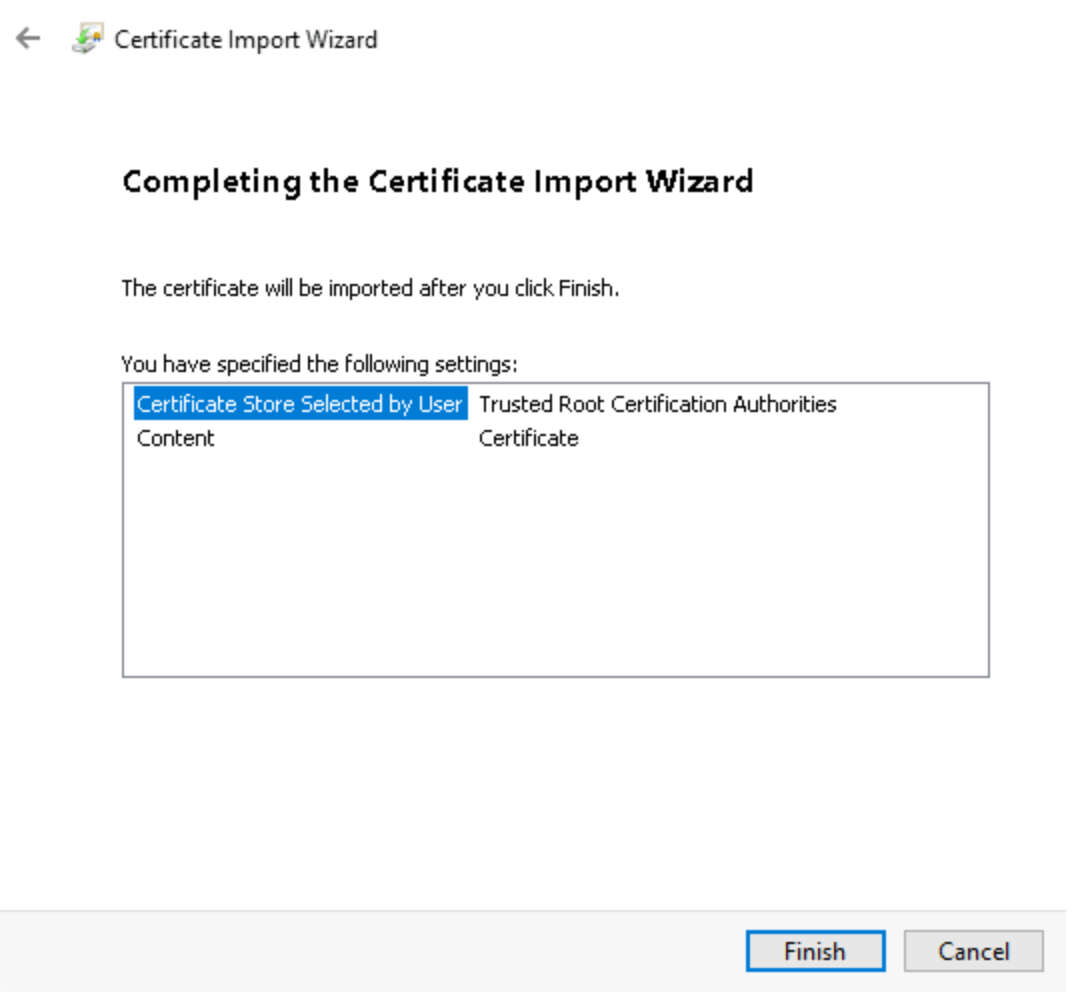 Certificate Import Wizard
Completing the Certificate Import Wizard
The certificate will be imported after you click Finish.
You have specified the following settings:
Certificate Store Selected by User Trusted Root Certification Authorities
Content Certificate
Finish Cancel